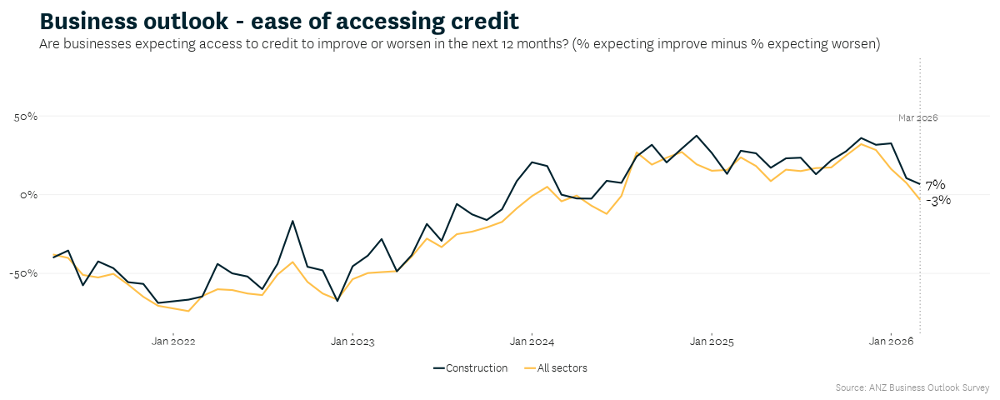 Business outlook - ease of accessing credit
Are businesses expecting access to credit to improve or worsen in the next 12 months? (% expecting improve minus % expecting worsen)
50%
Mar 2026
7%
0%
-3%
-50%
Jan 2022 Jan 2023 Jan 2024 Jan 2025 Jan 2026
Construction All sectors
Source: ANZ Business Outlook Survey